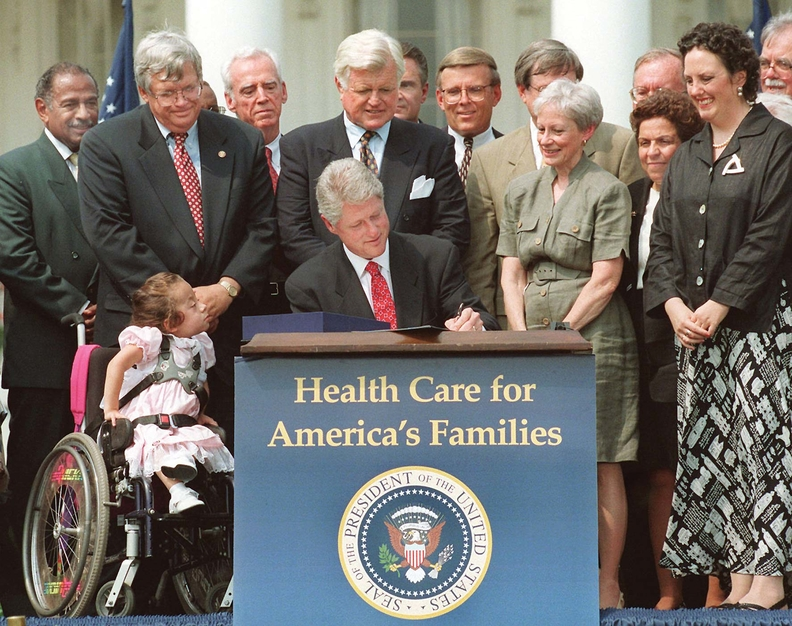 Health Care for
America's Families
SEAL OF THE PRESIDENT OF THE UNITED STATES